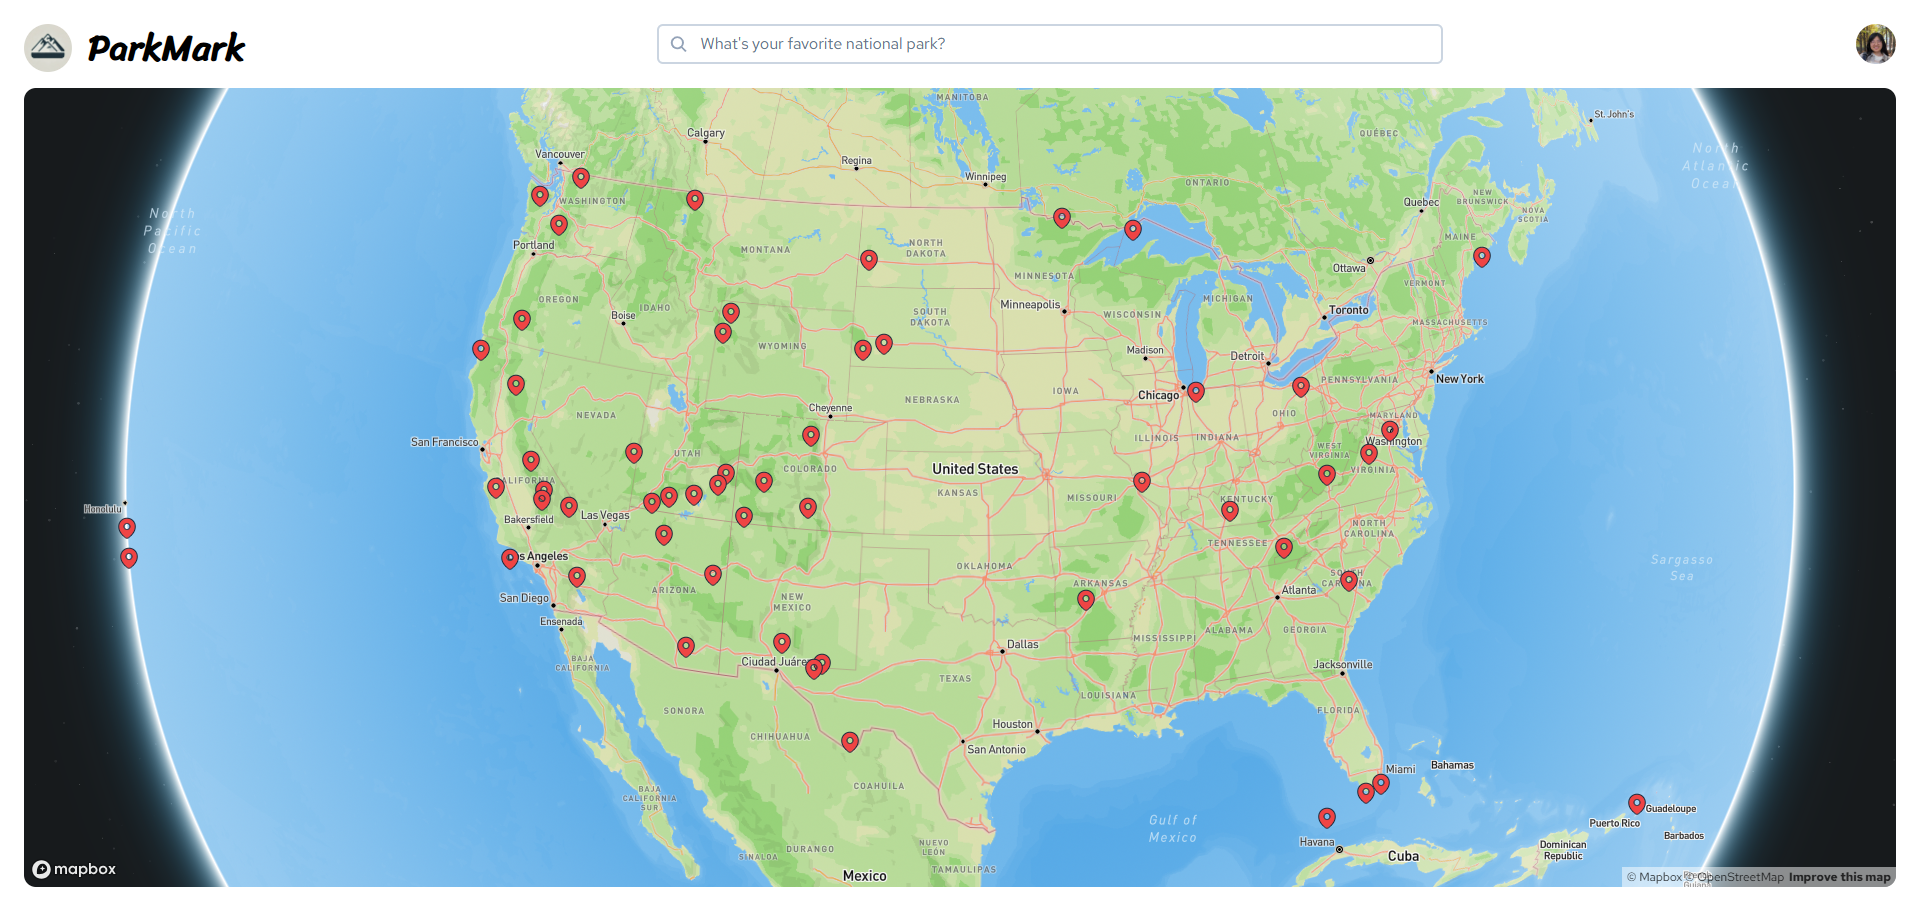 ParkMark
What's your favorite national park?
MANITOBA
St. John's
Calgary
QUÉBEC
Vancouver
Regina
North
Atlantic
Ocean
Winnipeg
ONTARIO
WASHINGTON
NEW
BRUNSWICK
Quebec
NOVA
SCOTIA
North
Pacific
Ocean
MAINE
Portland
MONTANA
NORTH
DAKOTA
Ottawa
MINNESOTA
VERMONT
OREGON
IDAHO
MICHIGAN
Minneapolis
Boise
SOUTH
DAKOTA
WISCONSIN
Toronto
MASSACHUSETTS
WYOMING
Madison
Detroit
New York
PENNSYLVANIA
IOWA
Chicago
NEBRASKA
Cheyenne
NEVADA
OHIO
MARYLAND
San Francisco
Washington
ILLINOIS
INDIANA
WEST
VIRGINIA
UTAH
COLORADO
United States
VIRGINIA
CALIFORNIA
KANSAS
MISSOURI
KENTUCKY
Honolulu
Bakersfield
Las Vegas
NORTH
CAROLINA
TENNESSEE
Los Angeles
OKLAHOMA
Sargasso
Sea
ARIZONA
NEW
MEXICO
ARKANSAS
SOUTH
CAROLINA
Atlanta
San Diego
Ensenada
MISSISSIPPI
ALABAMA
GEORGIA
Dallas
BAJA
CALIFORNIA
Ciudad Juárez
Jacksonville
TEXAS
LOUISIANA
SONORA
FLORIDA
Houston
CHIHUAHUA
San Antonio
Miami
Bahamas
COAHUILA
BAJA
CALIFORNIA
SUR
Guadeloupe
Puerto Rico
Barbados
Gulf of
Mexico
Havana
Dominican
Republic
Cuba
NUEVO
LEÓN
DURANGO
SINALOA
TAMAULIPAS
Mexico
mapbox
© Mapbox © OpenStreetMap Improve this map